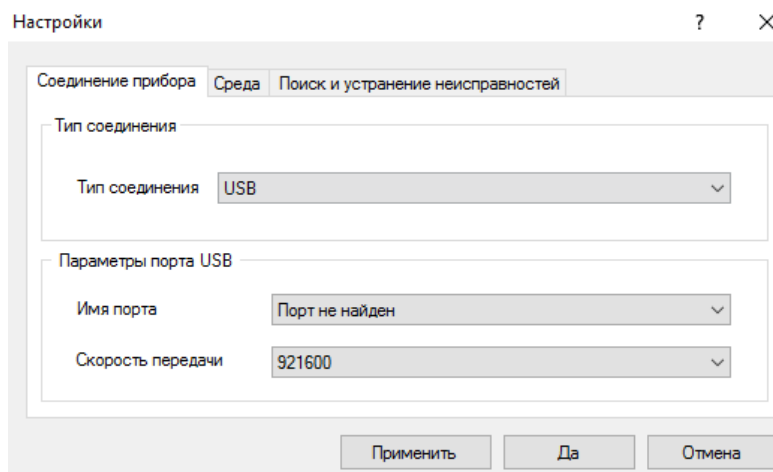 Настройки
?
Соединение прибора Среда Поиск и устранение неисправностей
Тип соединения
Тип соединения USB
Параметры порта USB
Имя порта Порт не найден
Скорость передачи 921600
Применить Да Отмена